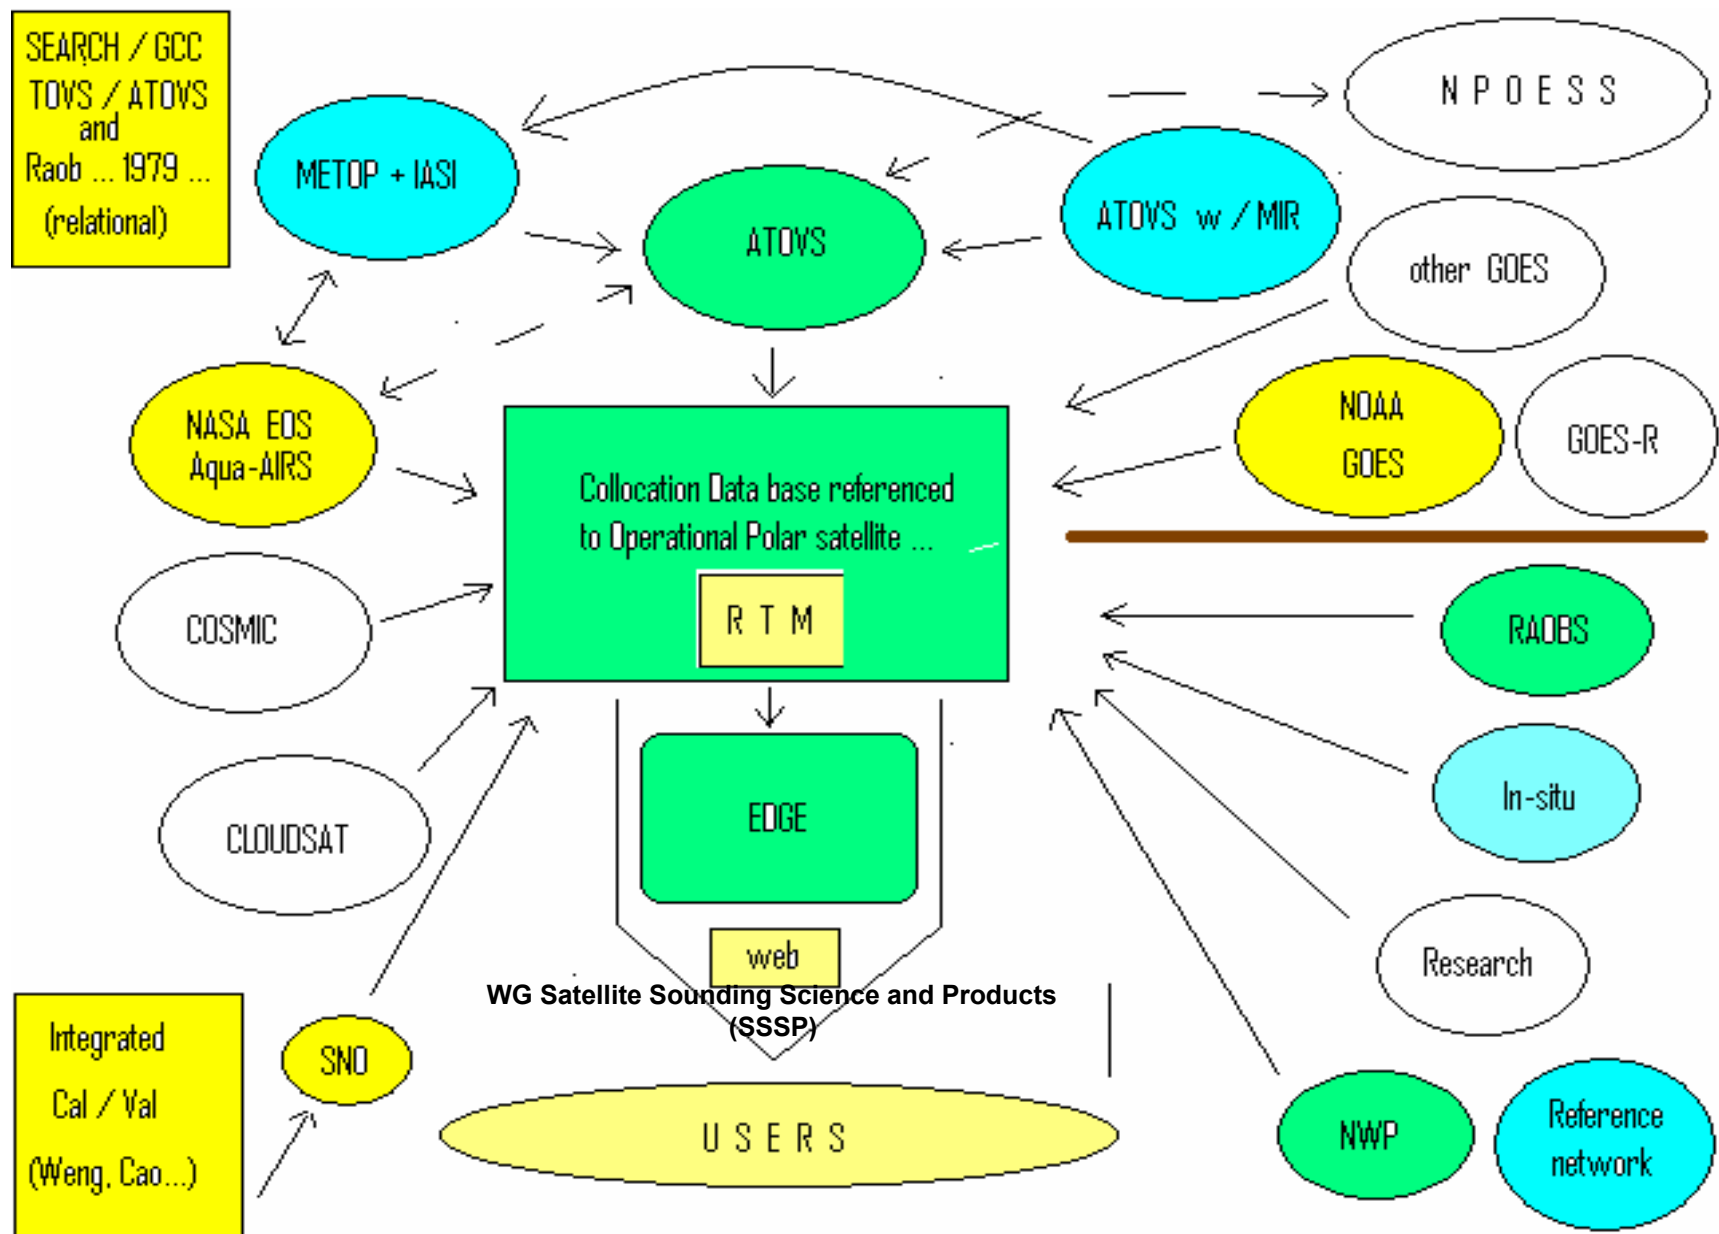 SEARCH / GCC
TOVS / ATOVS
and
Raob ... 1979 ...
(relational)
METOP + IASI
ATOVS
ATOVS w / MIR
N P O E S S
other GOES
NOAA
GOES
GOES-R
NASA EOS
Aqua-AIRS
Collocation Data base referenced
to Operational Polar satellite ...
R T M
COSMIC
RAOBS
In-situ
CLOUDSAT
EDGE
web
Research
WG Satellite Sounding Science and Products
(SSSP)
Integrated
Cal / Val
(Weng, Cao...)
SNO
U S E R S
NWP
Reference
network